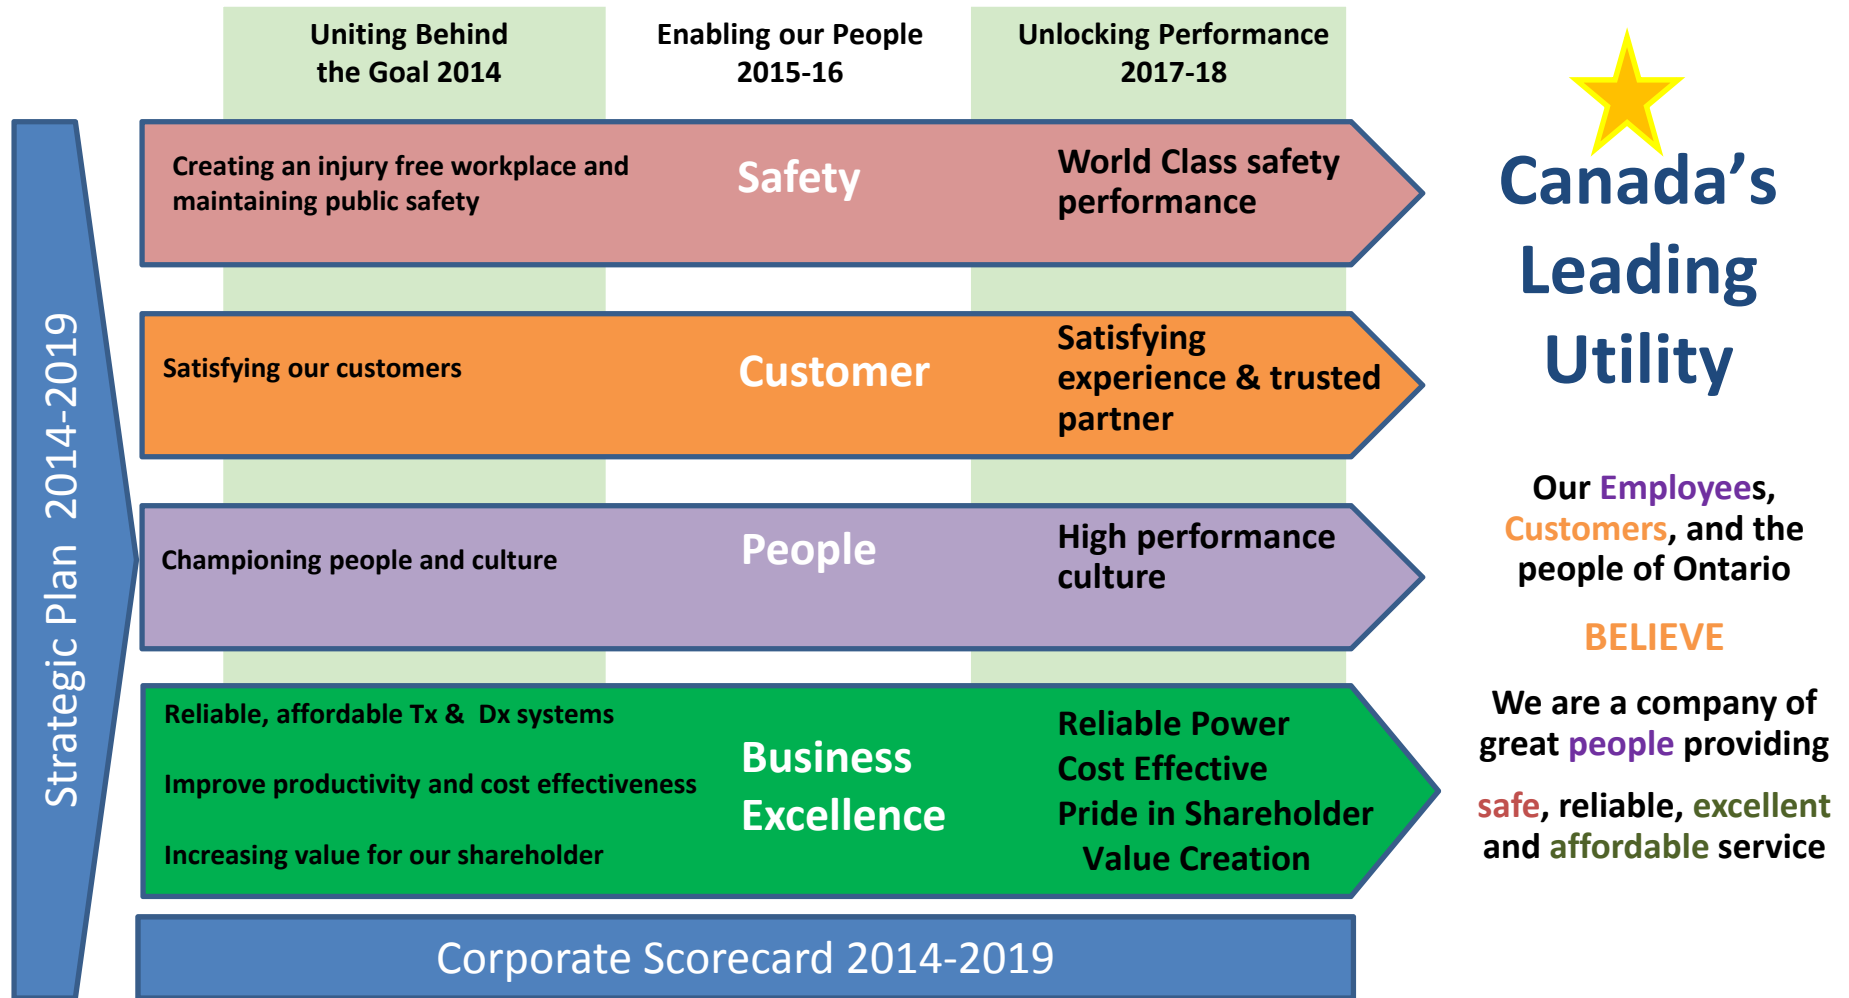 Uniting Behind
the Goal 2014
Enabling our People
2015-16
Unlocking Performance
2017-18
Strategic Plan  2014-2019
Creating an injury free workplace and
maintaining public safety
Safety
World Class safety
performance
Satisfying our customers
Customer
Satisfying
experience & trusted
partner
Championing people and culture
People
High performance
culture
Reliable, affordable Tx &  Dx systems
Improve productivity and cost effectiveness
Increasing value for our shareholder
Business
Excellence
Reliable Power
Cost Effective
Pride in Shareholder
Value Creation
Corporate Scorecard 2014-2019
Canada’s
Leading
Utility
Our Employees,
Customers, and the
people of Ontario
BELIEVE
We are a company of
great people providing
safe, reliable, excellent
and affordable service